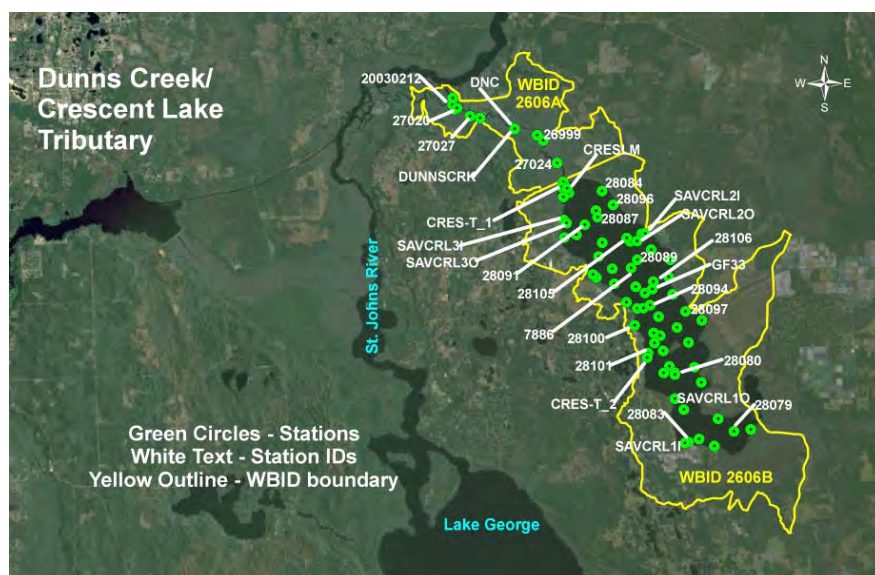 Dunns Creek/
Crescent Lake
Tributary
N
W E
S
20030212
DNC
WBID
2606A
27020
27027
26999
27024
CRESLM
DUNNSCRK
28084
28096
SAVCRL2I
CRES-T_1
28087
SAVCRL2O
SAVCRL3I
SAVCRL3O
28106
28091
28089
GF33
28105
28094
7886
28097
28100
28101
28080
CRES-T_2
SAVCRL1O
28083
28079
SAVCRL1I
WBID 2606B
St. Johns River
Green Circles - Stations
White Text - Station IDs
Yellow Outline - WBID boundary
Lake George